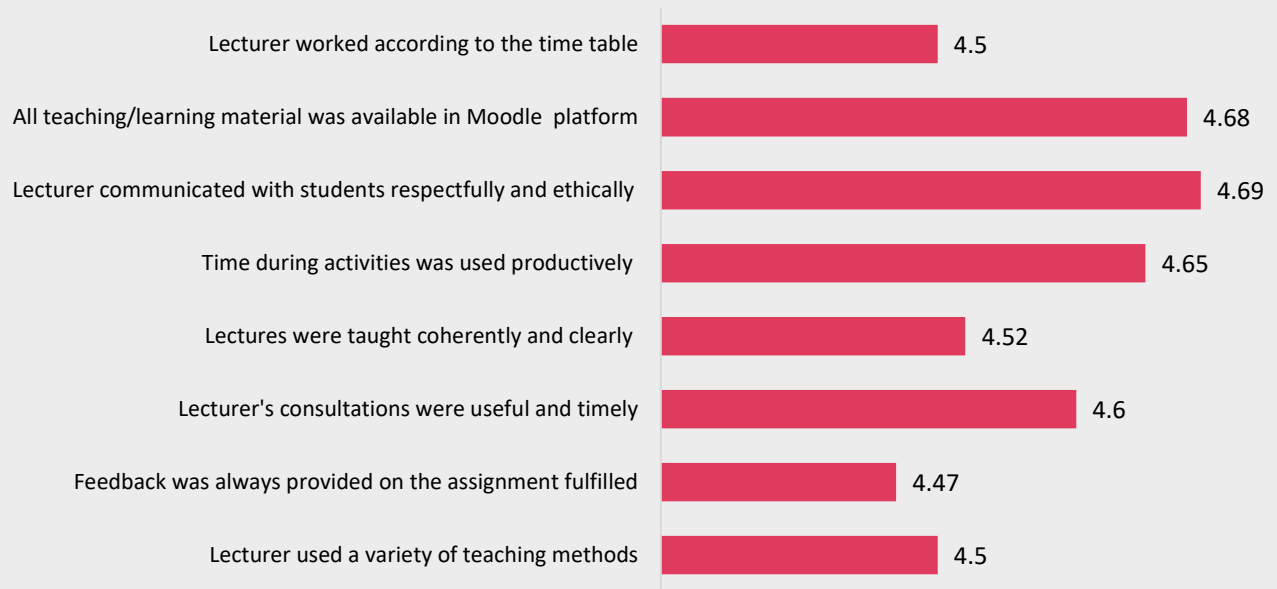 Lecturer worked according to the time table 4.5
All teaching/learning material was available in Moodle platform 4.68
Lecturer communicated with students respectfully and ethically 4.69
Time during activities was used productively 4.65
Lectures were taught coherently and clearly 4.52
Lecturer's consultations were useful and timely 4.6
Feedback was always provided on the assignment fulfilled 4.47
Lecturer used a variety of teaching methods 4.5